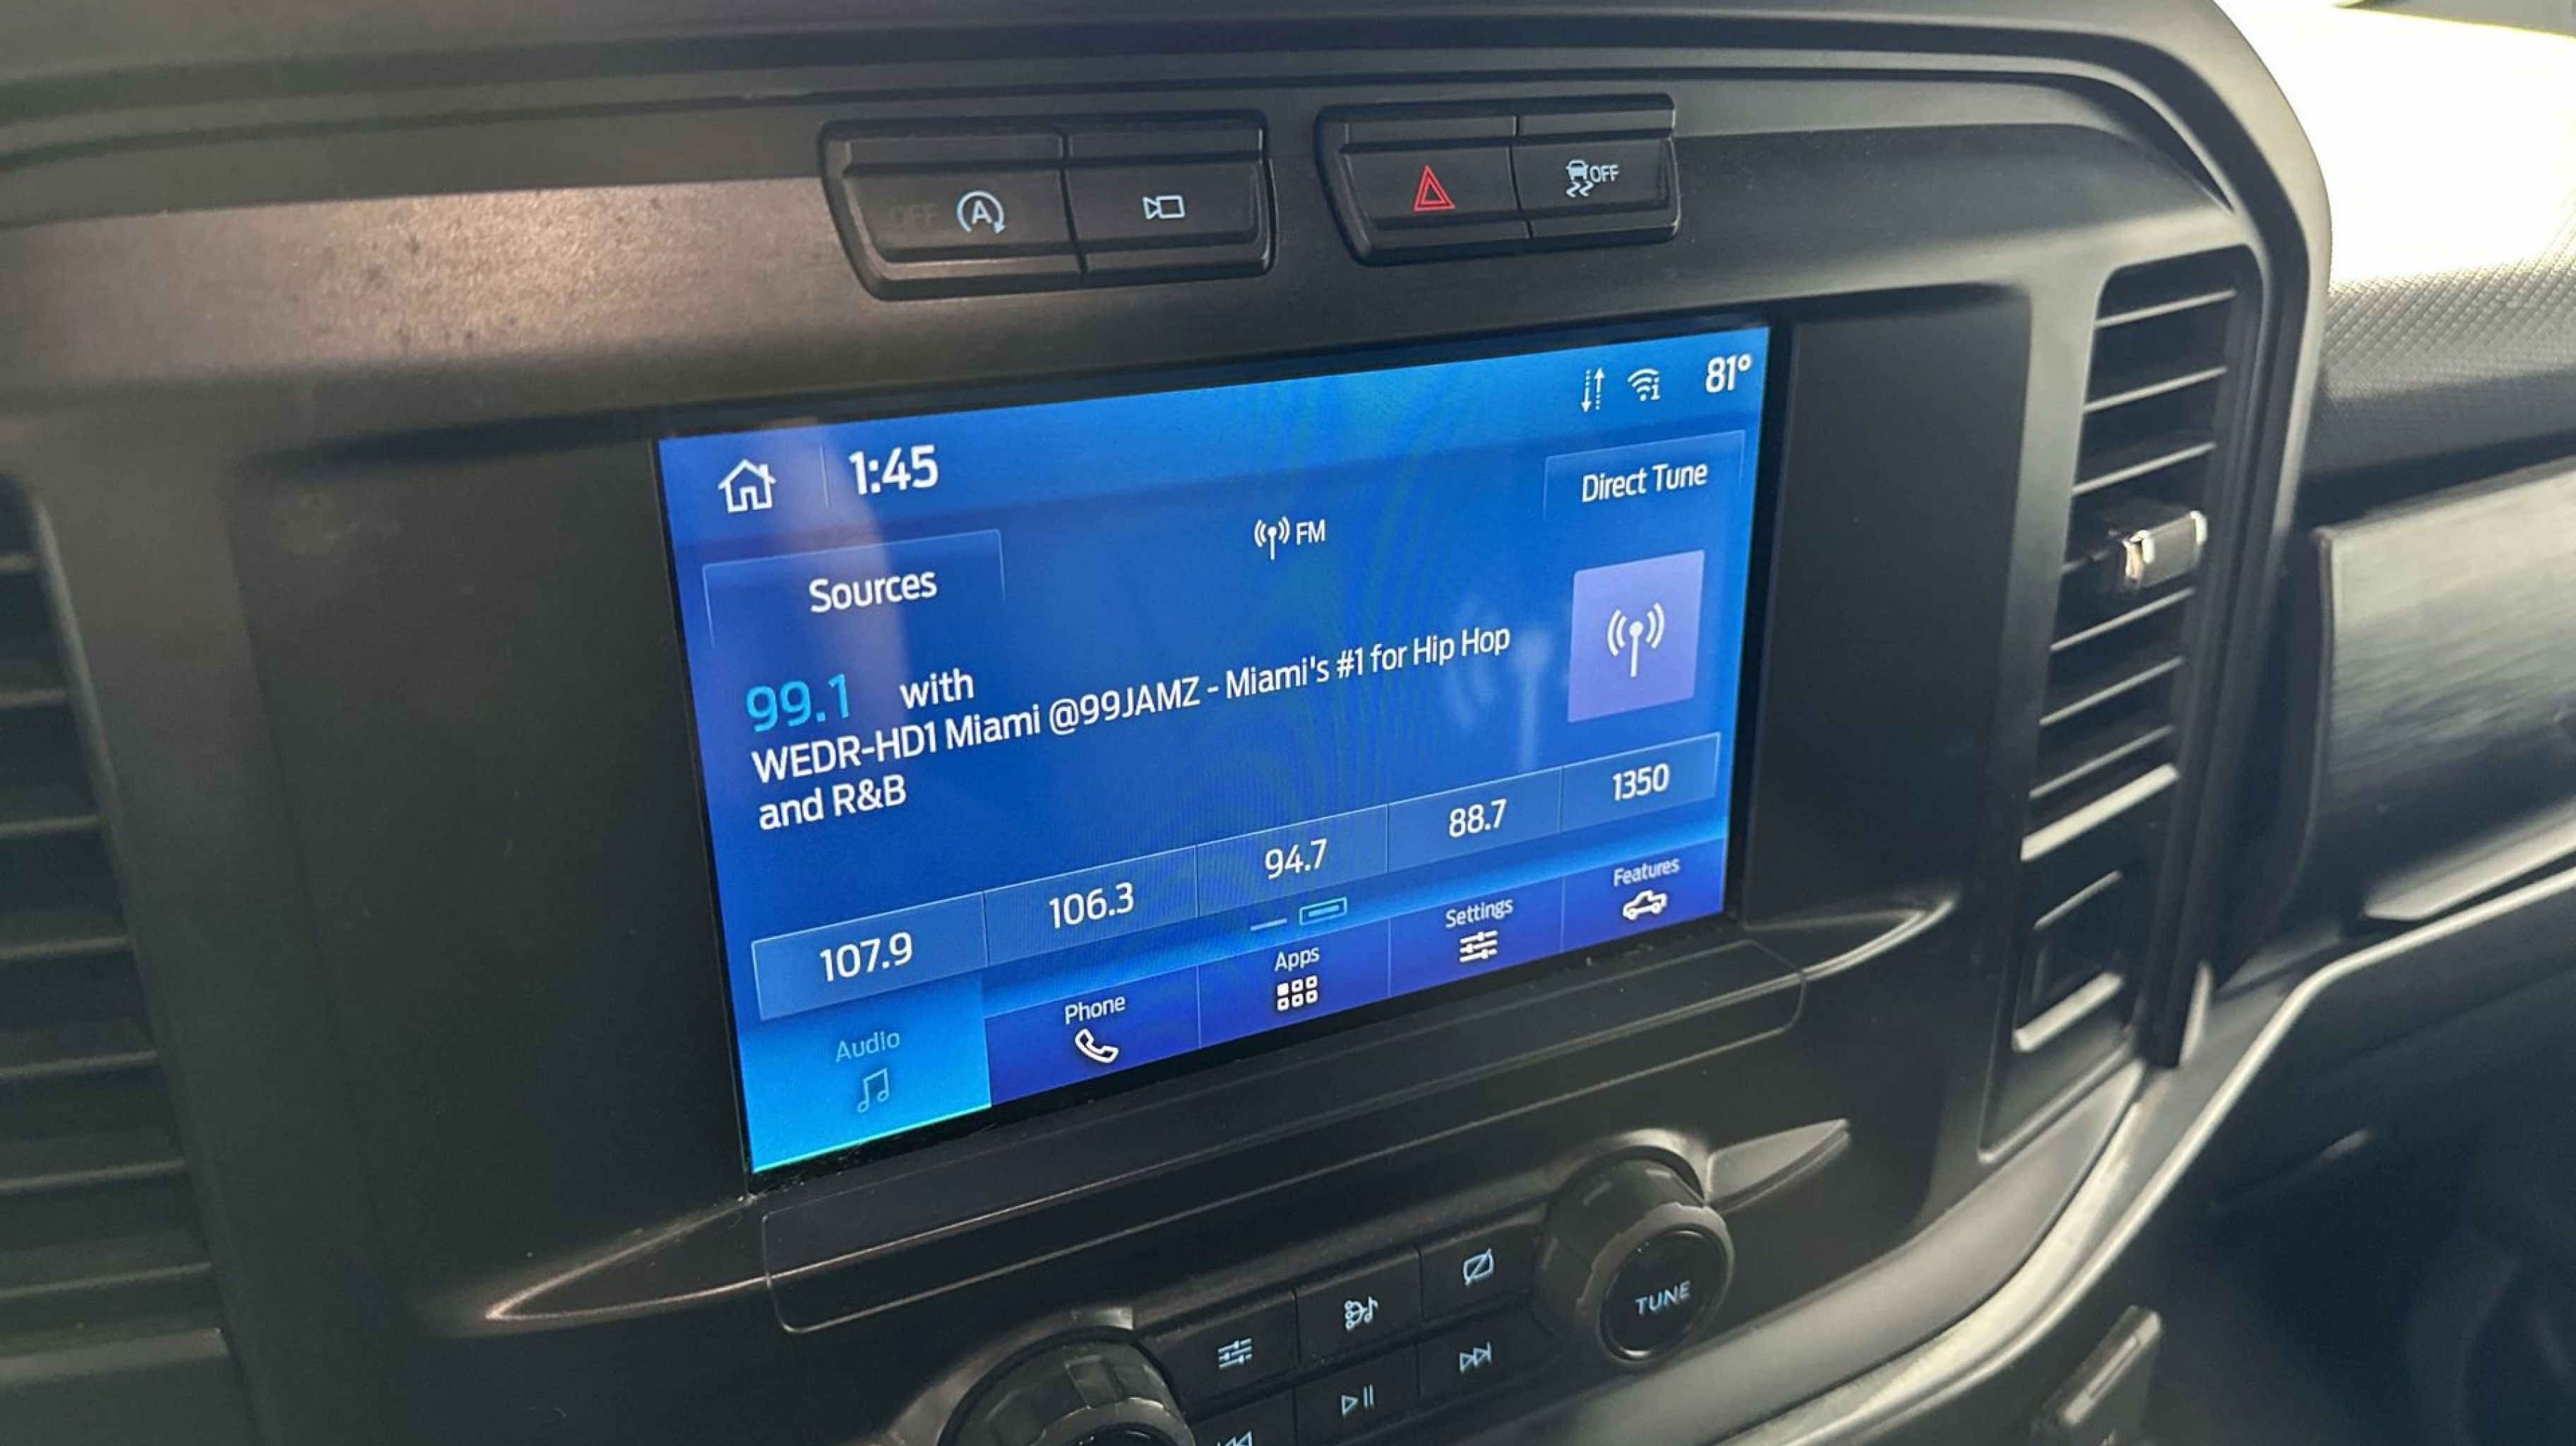 OFF A
OFF
1:45
81°
Direct Tune
FM
Sources
99.1 with
WEDR-HD1 Miami @99JAMZ - Miami's #1 for Hip Hop
and R&B
107.9 106.3 94.7 88.7 1350
Audio Phone Apps Settings Features
TUNE